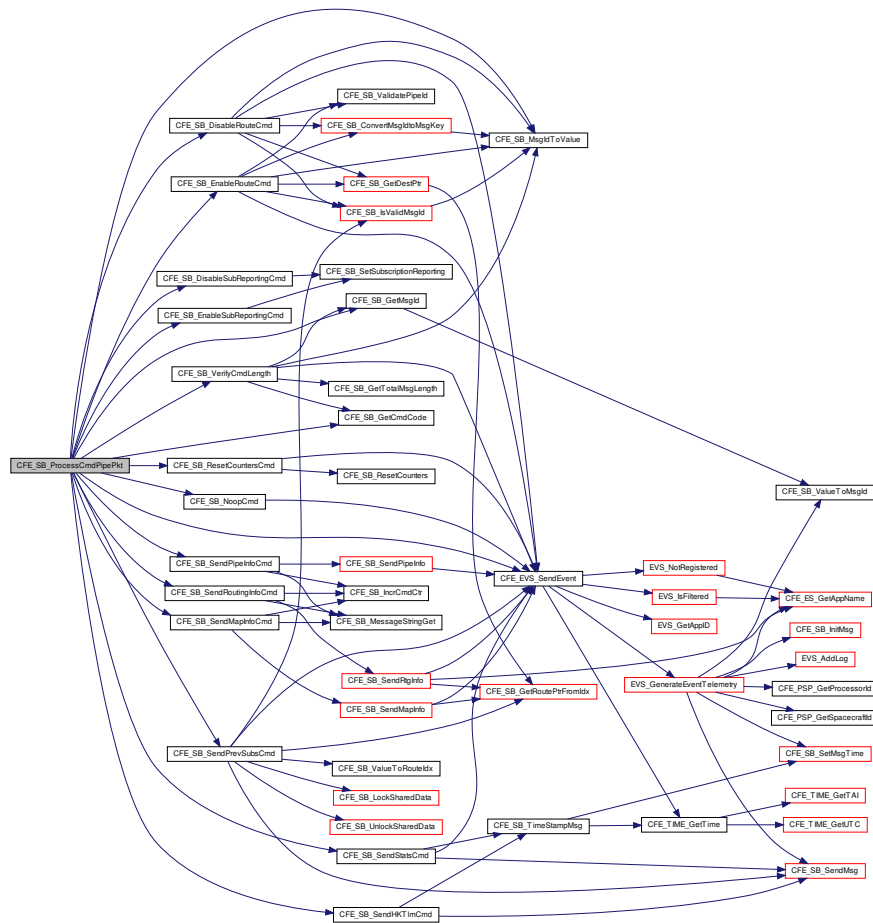 CFE_SB_ProcessCmdPipePkt
CFE_SB_DisableRouteCmd
CFE_SB_EnableRouteCmd
CFE_SB_DisableSubReportingCmd
CFE_SB_EnableSubReportingCmd
CFE_SB_VerifyCmdLength
CFE_SB_ResetCountersCmd
CFE_SB_NoopCmd
CFE_SB_SendPipeInfoCmd
CFE_SB_SendRoutingInfoCmd
CFE_SB_SendMapInfoCmd
CFE_SB_SendPrevSubsCmd
CFE_SB_SendStatsCmd
CFE_SB_SendHKTlmCmd
CFE_SB_ValidatePipeId
CFE_SB_ConvertMsgIdtoMsgKey
CFE_SB_GetDestPtr
CFE_SB_IsValidMsgId
CFE_SB_SetSubscriptionReporting
CFE_SB_GetMsgId
CFE_SB_GetTotalMsgLength
CFE_SB_GetCmdCode
CFE_SB_ResetCounters
CFE_SB_SendPipeInfo
CFE_SB_IncrCmdCtr
CFE_SB_MessageStringGet
CFE_SB_SendRtgInfo
CFE_SB_SendMapInfo
CFE_SB_ValueToRouteIdx
CFE_SB_LockSharedData
CFE_SB_UnlockSharedData
CFE_SB_MsgIdToValue
CFE_EVS_SendEvent
CFE_SB_GetRoutePtrFromIdx
CFE_SB_TimeStampMsg
EVS_NotRegistered
EVS_IsFiltered
EVS_GetAppID
EVS_GenerateEventTelemetry
CFE_TIME_GetTime
CFE_SB_ValueToMsgId
CFE_ES_GetAppName
CFE_SB_InitMsg
EVS_AddLog
CFE_PSP_GetProcessorId
CFE_PSP_GetSpacecraftId
CFE_SB_SetMsgTime
CFE_TIME_GetTAI
CFE_TIME_GetUTC
CFE_SB_SendMsg